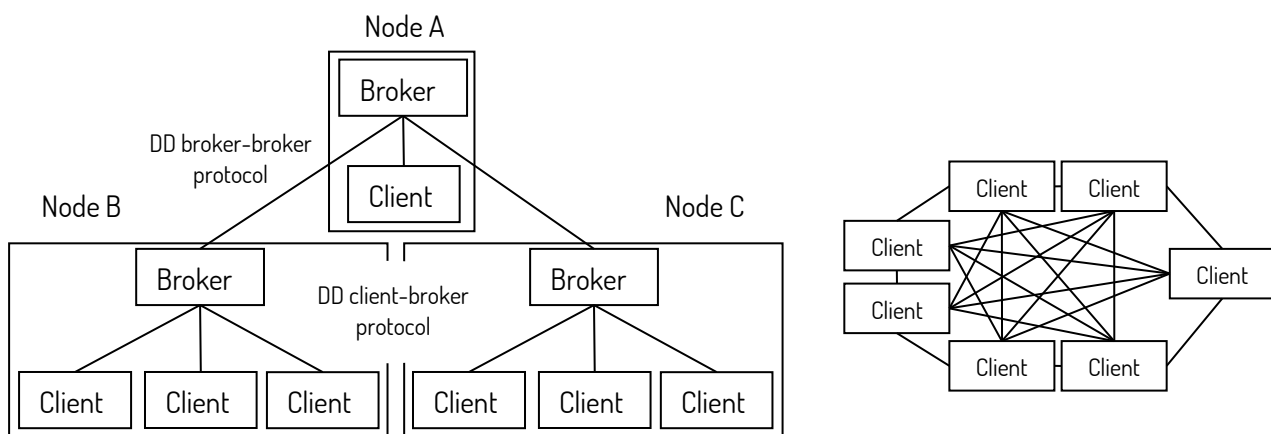 Node A
Broker
DD broker-broker
protocol
Client
Node B
Node C
Broker
Broker
DD client-broker
protocol
Client
Client
Client
Client
Client
Client
Client
Client
Client
Client
Client
Client
Client